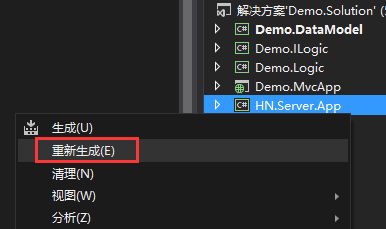 解决方案'Demo.Solution' (
Demo.DataModel
Demo.ILogic
Demo.Logic
Demo.MvcApp
HN.Server.App
生成(U)
重新生成(E)
清理(N)
视图(W)
分析(Z)